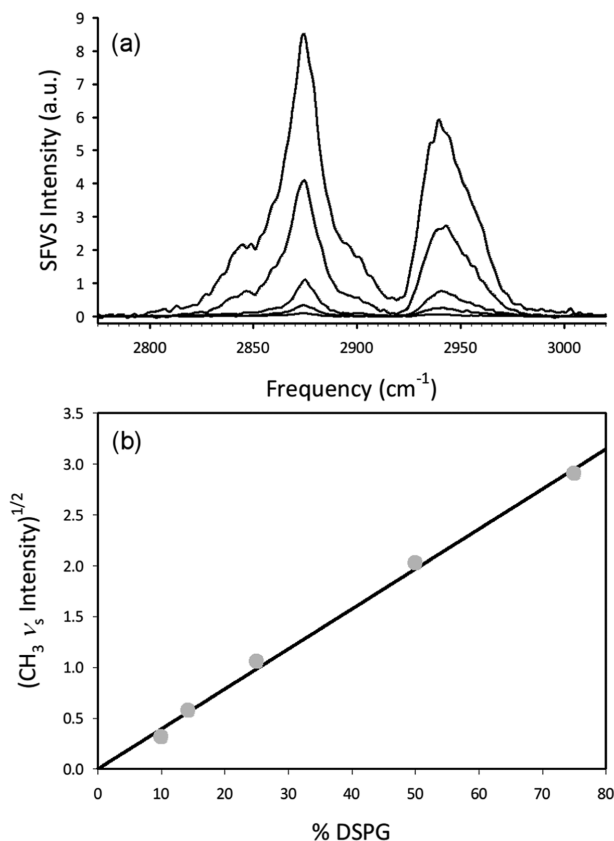 (a)
SFVS Intensity (a.u.)
9
8
7
6
5
4
3
2
1
0
2800 2850 2900 2950 3000
Frequency (cm⁻¹)
(b)
(CH₃ νₛ Intensity)¹/²
3.5
3.0
2.5
2.0
1.5
1.0
0.5
0.0
0 10 20 30 40 50 60 70 80
% DSPG